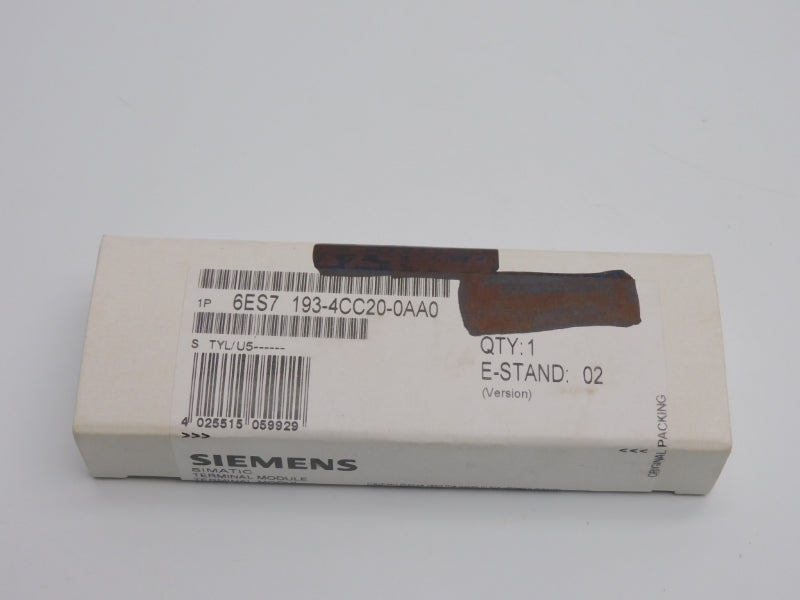 1P 6ES7 193-4CC20-0AA0
S TYL/U5------
QTY:1
E-STAND: 02
(Version)
4 025515 059929
>>>
<<<
ORIGINAL PACKING
SIEMENS
SIMATIC
TERMINAL MODULE